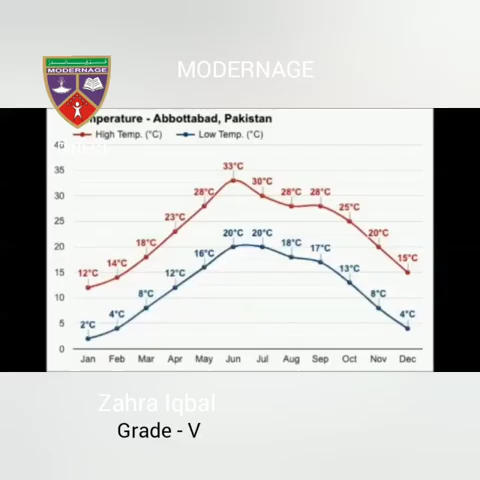 MODERNAGE
MODERNAGE
perature - Abbottabad, Pakistan
High Temp. (°C) Low Temp. (°C)
40
35
30
25
20
15
10
5
0
12°C 14°C 18°C 23°C 28°C 33°C 30°C 28°C 28°C 25°C 20°C 15°C
2°C 4°C 8°C 12°C 16°C 20°C 20°C 18°C 17°C 13°C 8°C 4°C
Jan Feb Mar Apr May Jun Jul Aug Sep Oct Nov Dec
Zahra Iqbal
Grade - V